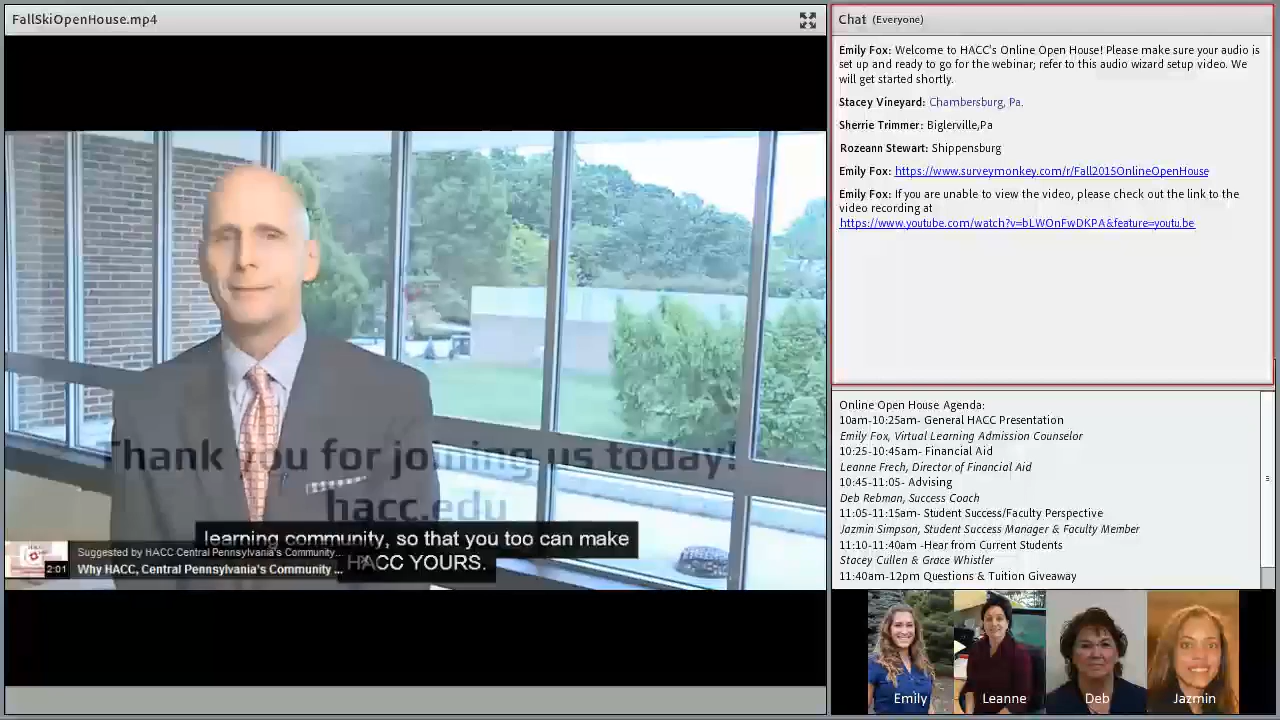 FallSkiOpenHouse.mp4
Thank you for joining us today!
hacc.edu
learning community, so that you too can make
HACC YOURS.
Suggested by HACC Central Pennsylvania's Community...
Why HACC, Central Pennsylvania's Community ...
2:01
Chat (Everyone)
Emily Fox: Welcome to HACC's Online Open House! Please make sure your audio is
set up and ready to go for the webinar; refer to this audio wizard setup video. We
will get started shortly.
Stacey Vineyard: Chambersburg, Pa.
Sherrie Trimmer: Biglerville,Pa
Rozeann Stewart: Shippensburg
Emily Fox: https://www.surveymonkey.com/r/Fall2015OnlineOpenHouse
Emily Fox: If you are unable to view the video, please check out the link to the
video recording at
https://www.youtube.com/watch?v=bLWOnFwDKPA&feature=youtu.be
Online Open House Agenda:
10am-10:25am- General HACC Presentation
Emily Fox, Virtual Learning Admission Counselor
10:25-10:45am- Financial Aid
Leanne Frech, Director of Financial Aid
10:45-11:05- Advising
Deb Rebman, Success Coach
11:05-11:15am- Student Success/Faculty Perspective
Jazmin Simpson, Student Success Manager & Faculty Member
11:10-11:40am -Hear from Current Students
Stacey Cullen & Grace Whistler
11:40am-12pm Questions & Tuition Giveaway
Emily
Leanne
Deb
Jazmin